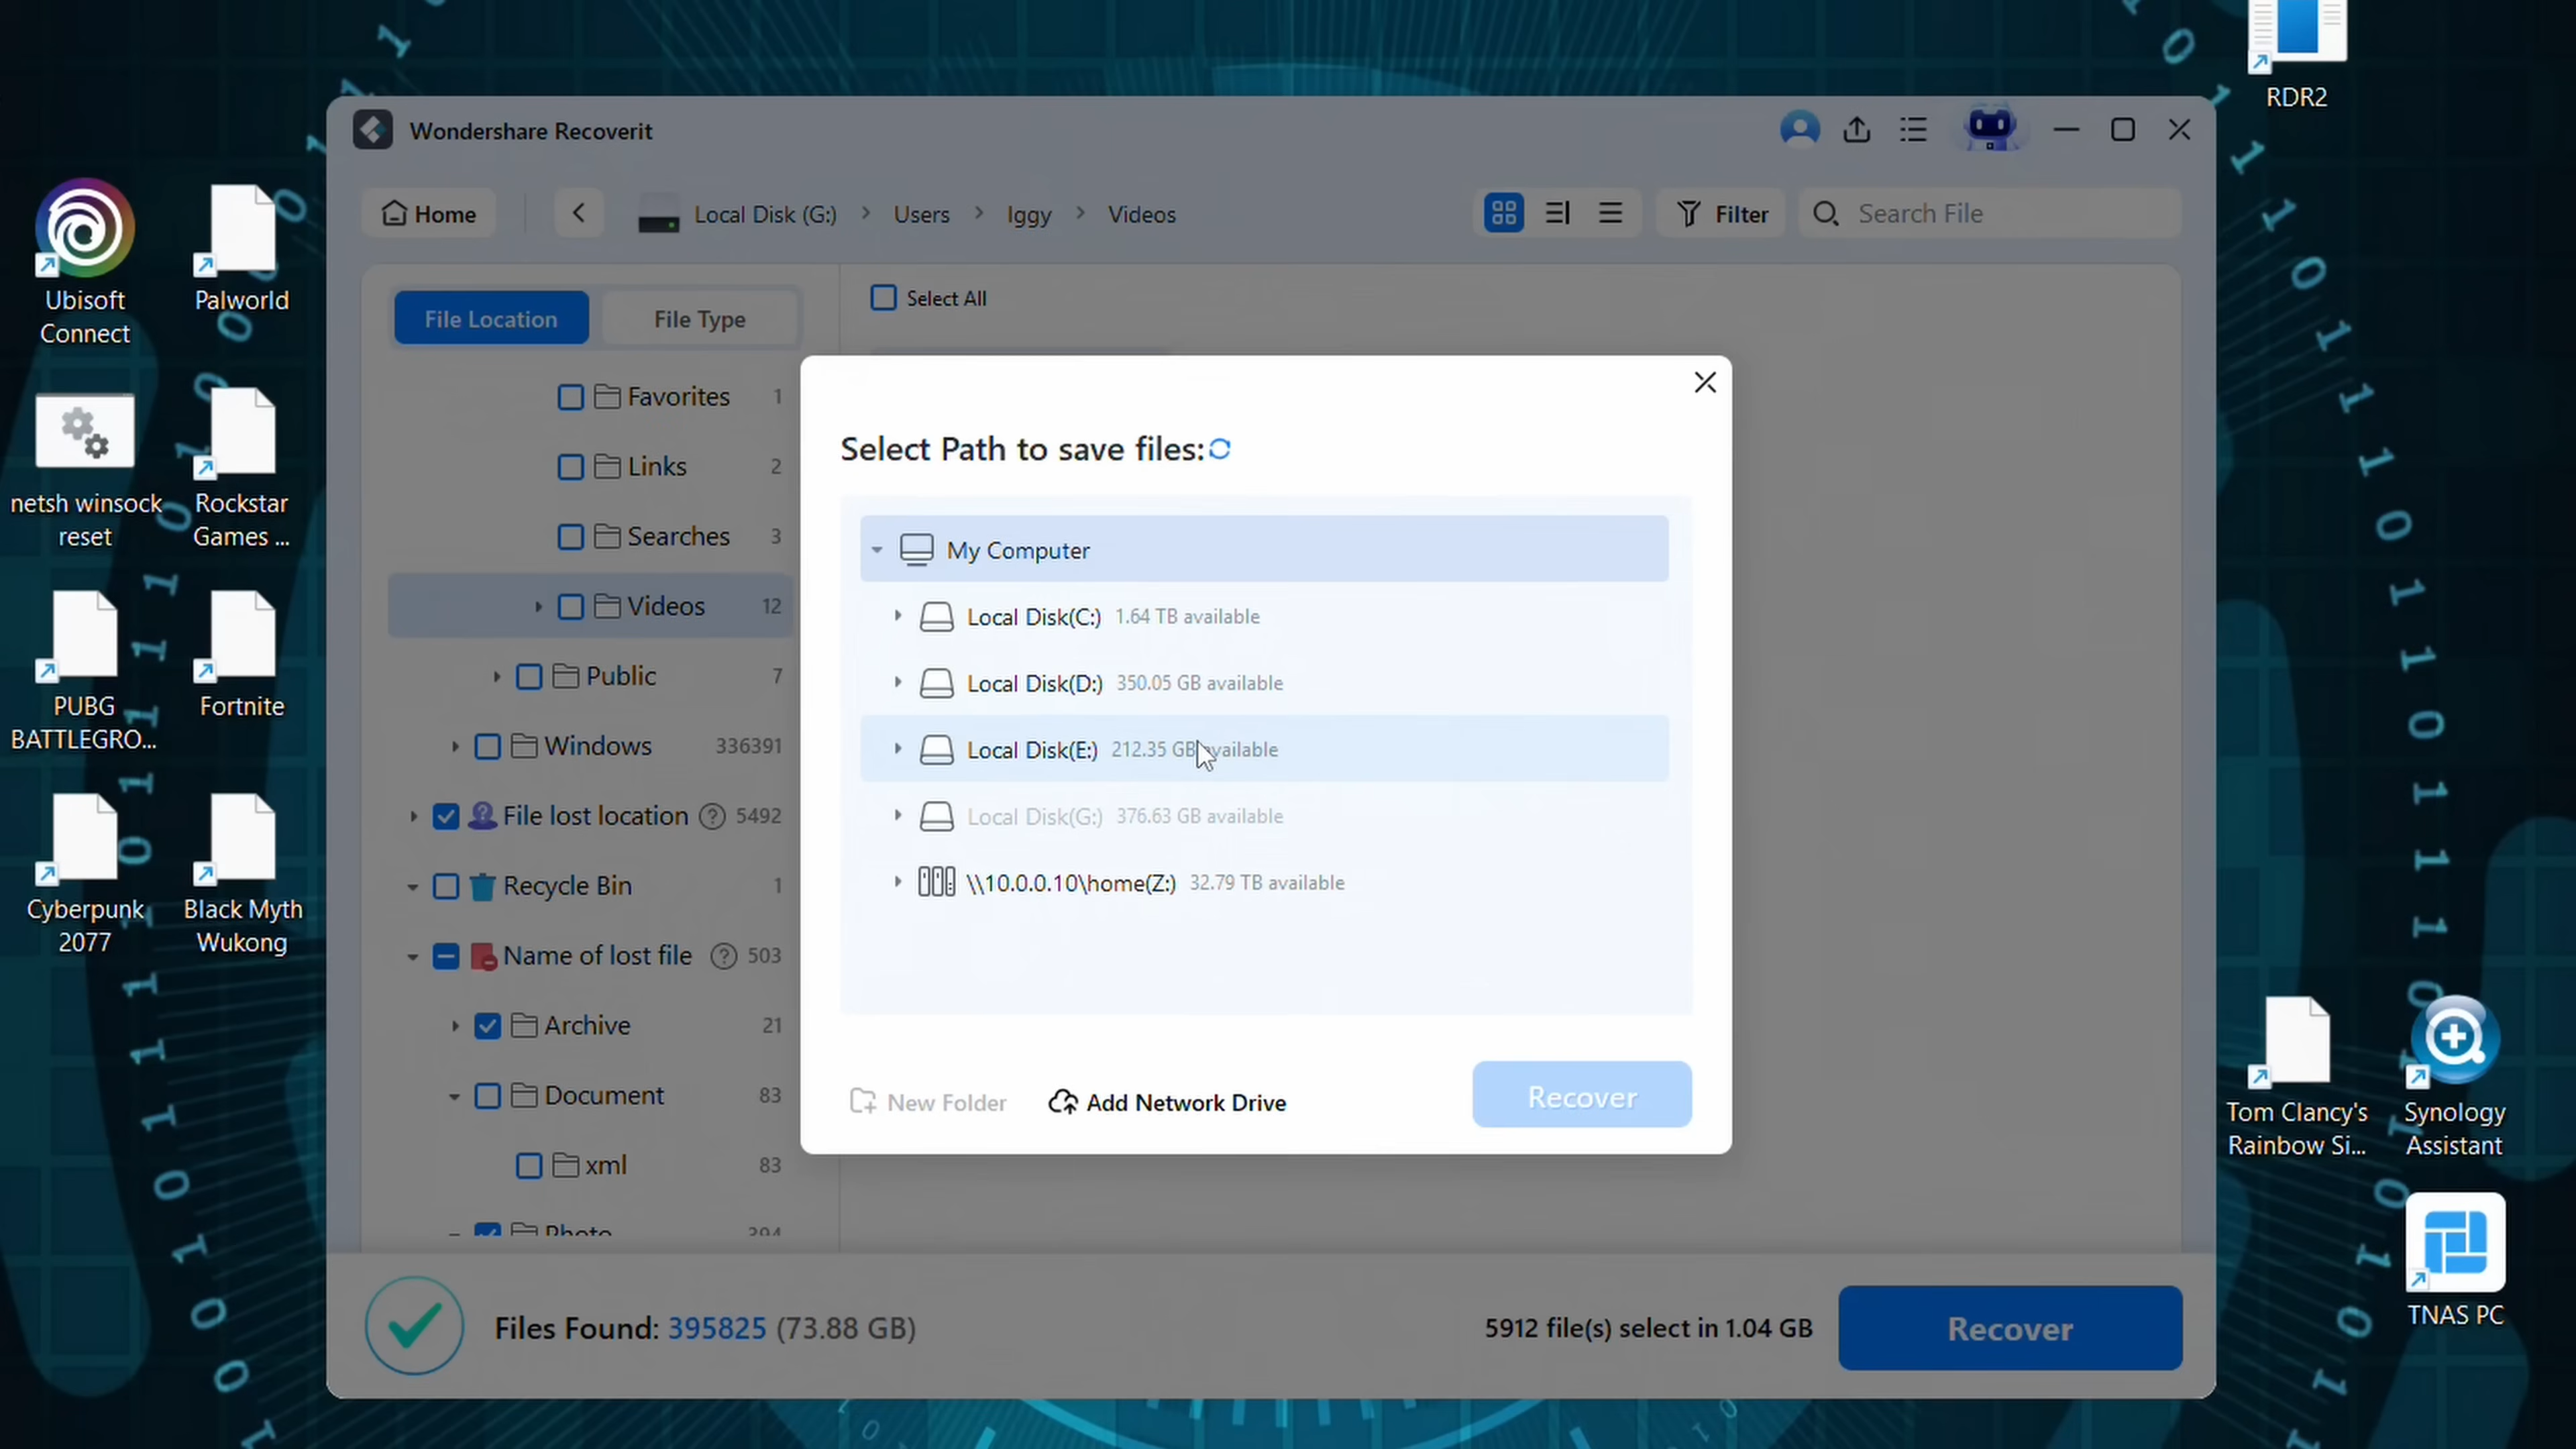 RDR2
Wondershare Recoverit
Home
Local Disk (G:)
Users
Iggy
Videos
Filter
Search File
Ubisoft
Connect
Palworld
netsh winsock
reset
Rockstar
Games ...
PUBG
BATTLEGRO...
Fortnite
Cyberpunk
2077
Black Myth
Wukong
File Location
File Type
Select All
Favorites 1
Links 2
Searches 3
Videos 12
Public 7
Windows 336391
File lost location ? 5492
Recycle Bin 1
Name of lost file ? 503
Archive 21
Document 83
xml 83
Photo 394
Select Path to save files:
My Computer
Local Disk(C:) 1.64 TB available
Local Disk(D:) 350.05 GB available
Local Disk(E:) 212.35 GB available
Local Disk(G:) 376.63 GB available
\\10.0.0.10\home(Z:) 32.79 TB available
New Folder
Add Network Drive
Recover
Files Found: 395825 (73.88 GB)
5912 file(s) select in 1.04 GB
Recover
Tom Clancy's
Rainbow Si...
Synology
Assistant
TNAS PC